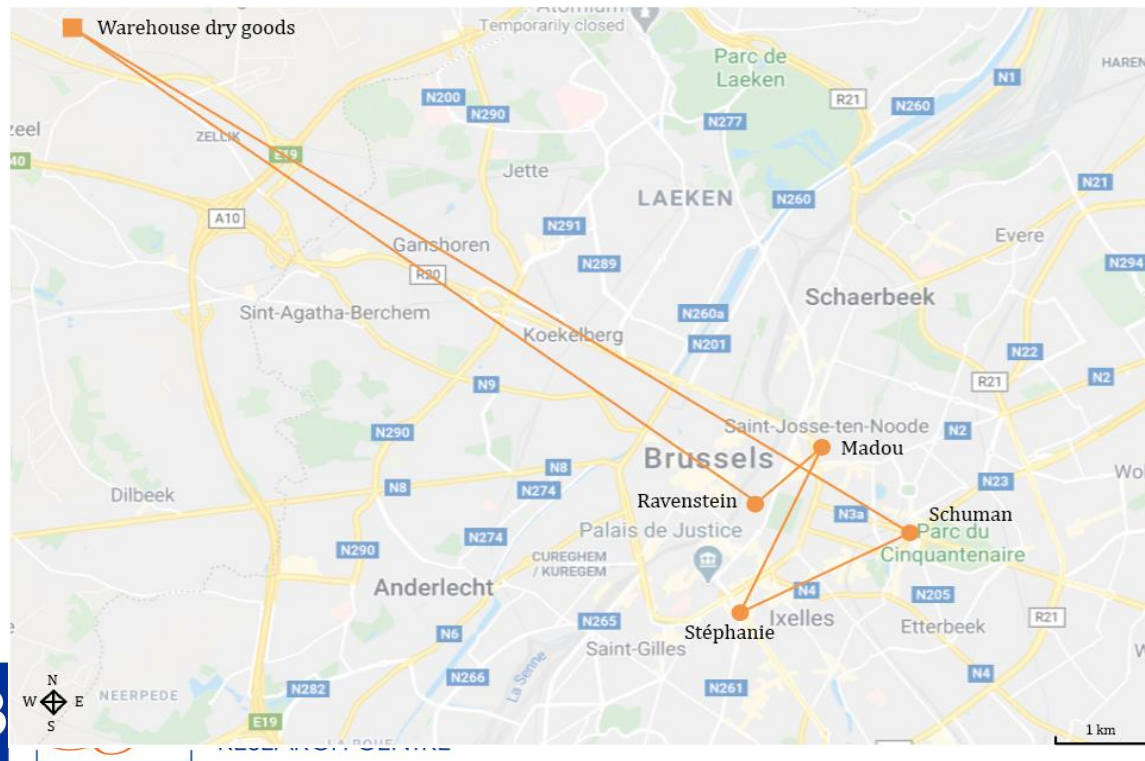 Warehouse dry goods
Atomium
Temporarily closed
Parc de
Laeken
N1
HAREN
R21
N260
N200
N290
N277
zeel
ZELLIK
E19
40
Jette
LAEKEN
N260
N21
A10
N291
Evere
Ganshoren
R20
N289
N294
Schaerbeek
Sint-Agatha-Berchem
N260a
Koekelberg
N201
N22
N9
R21
N2
N290
Saint-Josse-ten-Noode
N2
Madou
Brussels
N8
N8
N274
N23
Dilbeek
Ravenstein
N3a
Schuman
Palais de Justice
Parc du
Cinquantenaire
N274
N290
CUREGHEM
/ KUREGEM
Anderlecht
N4
N205
N265
Ixelles
R21
Stéphanie
Etterbeek
N6
Saint-Gilles
La Senne
N266
N4
N
W E
S
NEERPEDE
N282
N261
E19
1 km